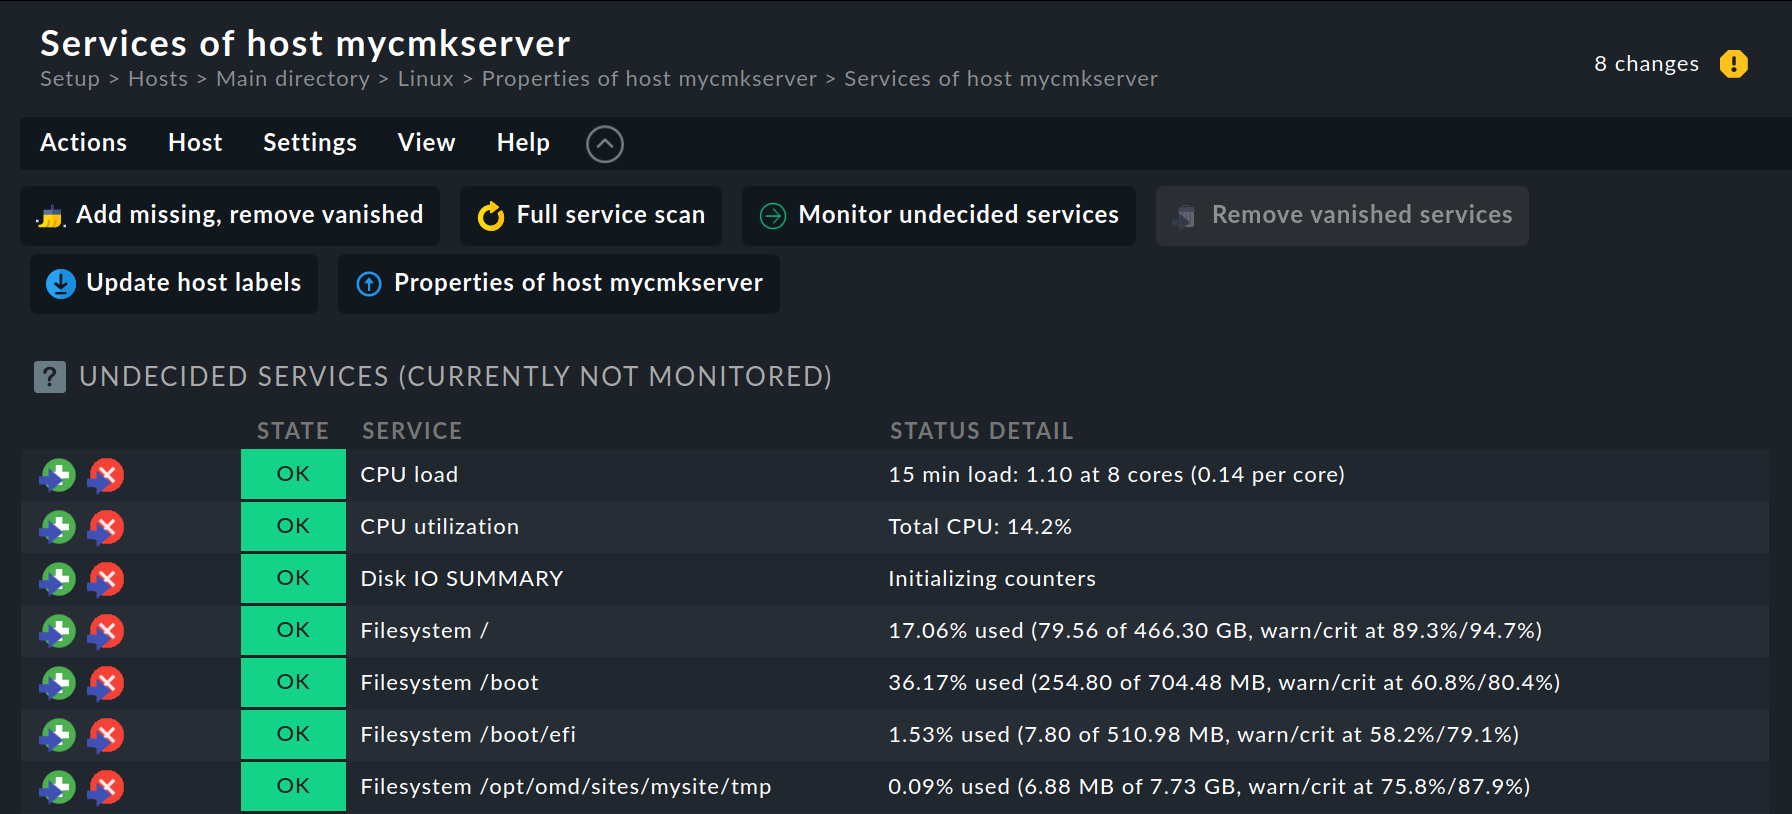 Services of host mycmkserver
Setup > Hosts > Main directory > Linux > Properties of host mycmkserver > Services of host mycmkserver
8 changes
Actions Host Settings View Help
Add missing, remove vanished Full service scan Monitor undecided services Remove vanished services
Update host labels Properties of host mycmkserver
? UNDECIDED SERVICES (CURRENTLY NOT MONITORED)
STATE SERVICE STATUS DETAIL
OK CPU load 15 min load: 1.10 at 8 cores (0.14 per core)
OK CPU utilization Total CPU: 14.2%
OK Disk IO SUMMARY Initializing counters
OK Filesystem / 17.06% used (79.56 of 466.30 GB, warn/crit at 89.3%/94.7%)
OK Filesystem /boot 36.17% used (254.80 of 704.48 MB, warn/crit at 60.8%/80.4%)
OK Filesystem /boot/efi 1.53% used (7.80 of 510.98 MB, warn/crit at 58.2%/79.1%)
OK Filesystem /opt/omd/sites/mysite/tmp 0.09% used (6.88 MB of 7.73 GB, warn/crit at 75.8%/87.9%)